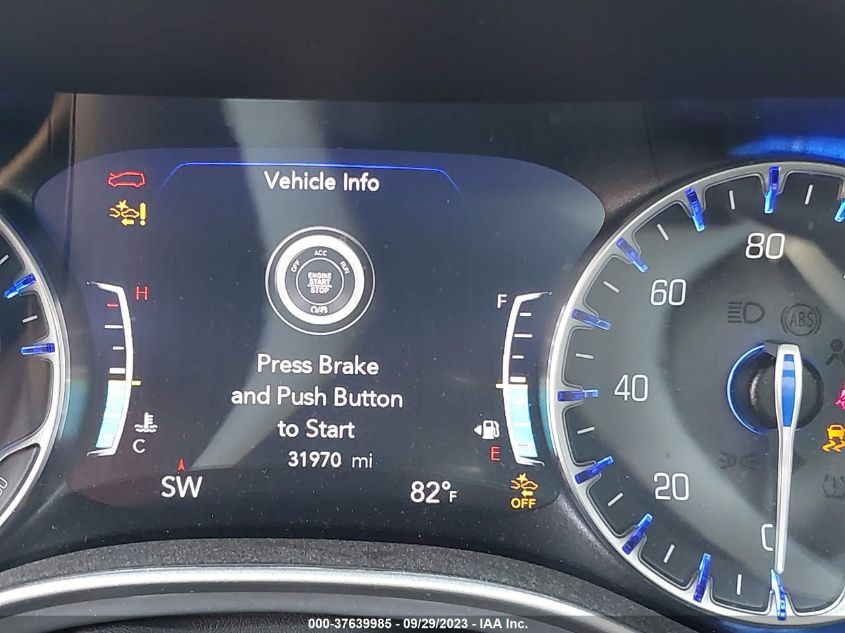 Vehicle Info
H
OFF
ACC
RUN
ENGINE
START
STOP
F
Press Brake
and Push Button
to Start
C
E
31970 mi
SW
82°F
OFF
80
60
40
20
0
ABS
000-37639985 / 09/29/2023 - IAA Inc.